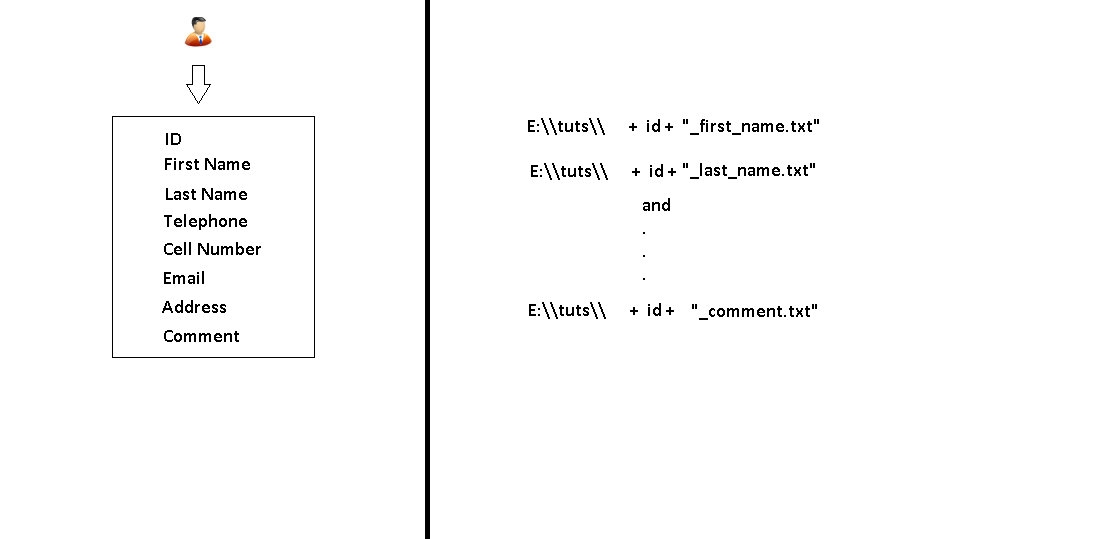 ID
First Name
Last Name
Telephone
Cell Number
Email
Address
Comment
E:\\tuts\\ + id + "_first_name.txt"
E:\\tuts\\ + id + "_last_name.txt"
and
.
.
.
E:\\tuts\\ + id + "_comment.txt"